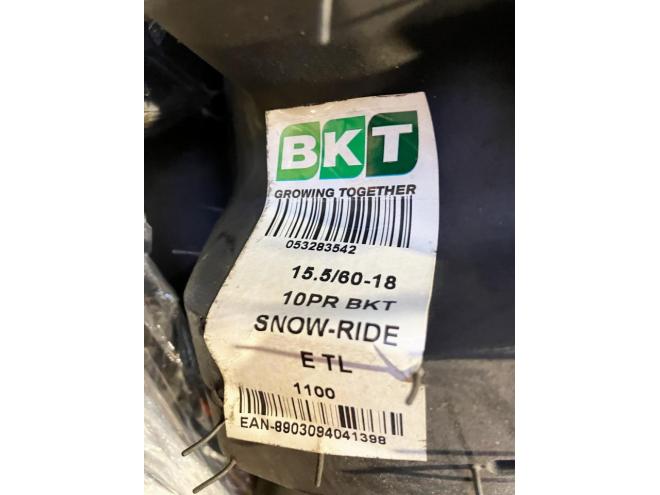 BKT
GROWING TOGETHER
053283542
15.5/60-18
10PR BKT
SNOW-RIDE
E TL
1100
EAN-8903094041398